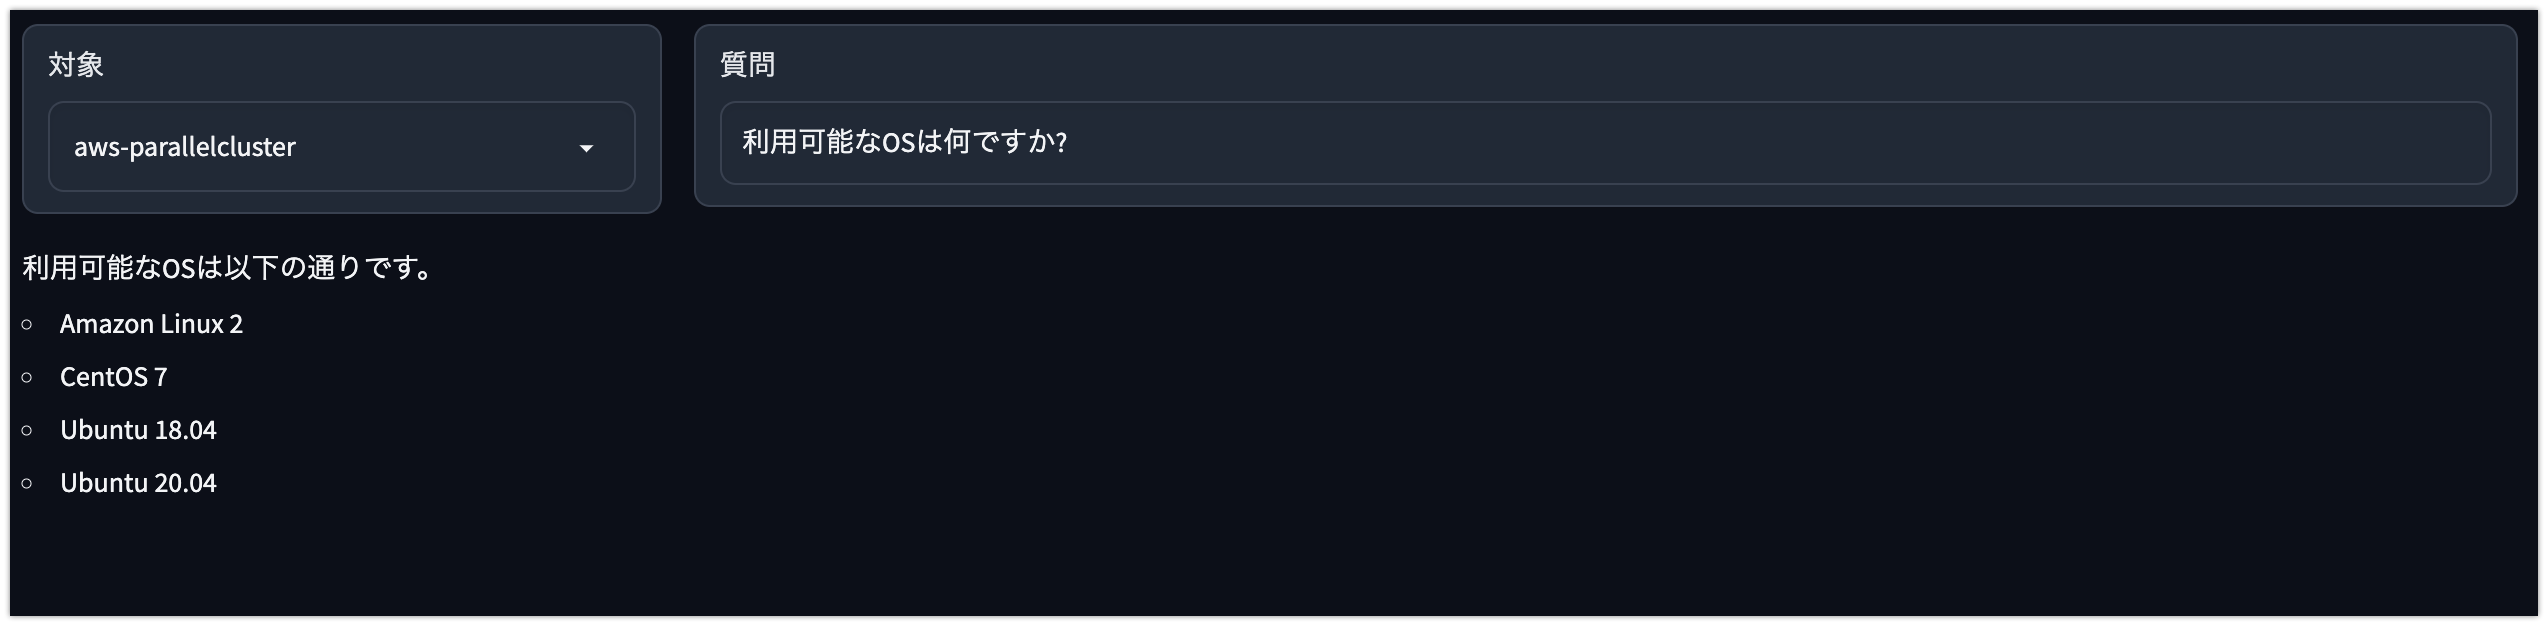 対象
aws-parallelcluster
質問
利用可能なOSは何ですか?
利用可能なOSは以下の通りです。
Amazon Linux 2
CentOS 7
Ubuntu 18.04
Ubuntu 20.04